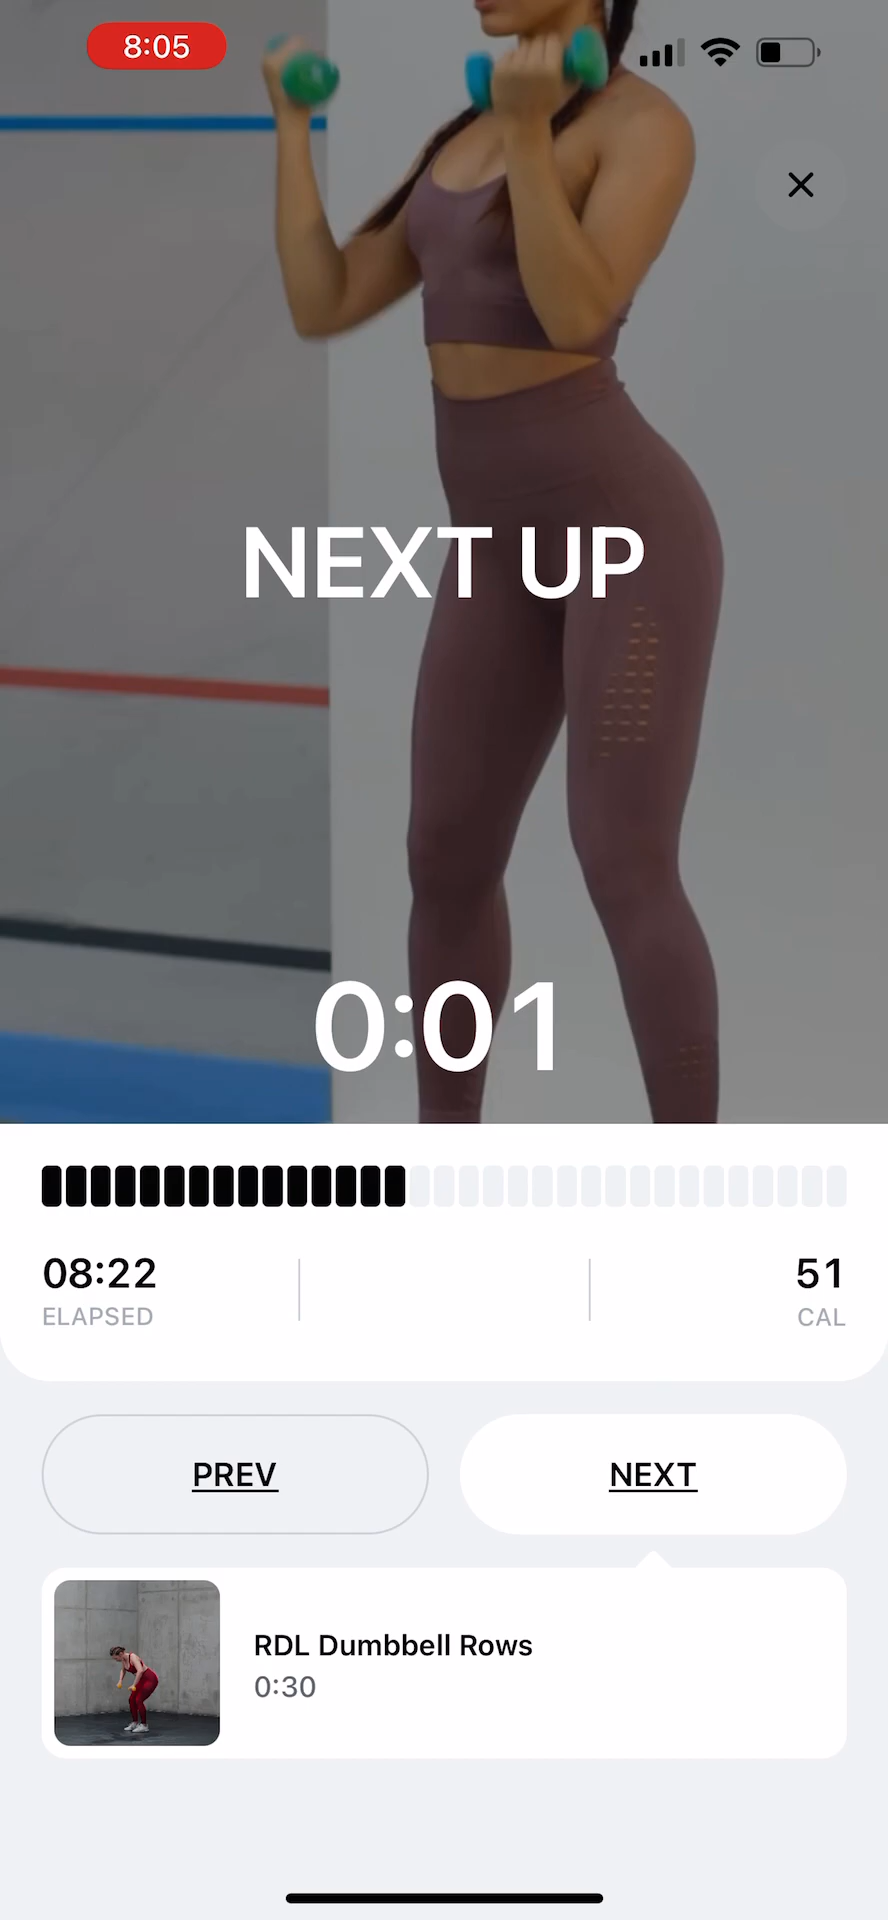 8:05
NEXT UP
0:01
08:22
ELAPSED
51
CAL
PREV
NEXT
RDL Dumbbell Rows
0:30